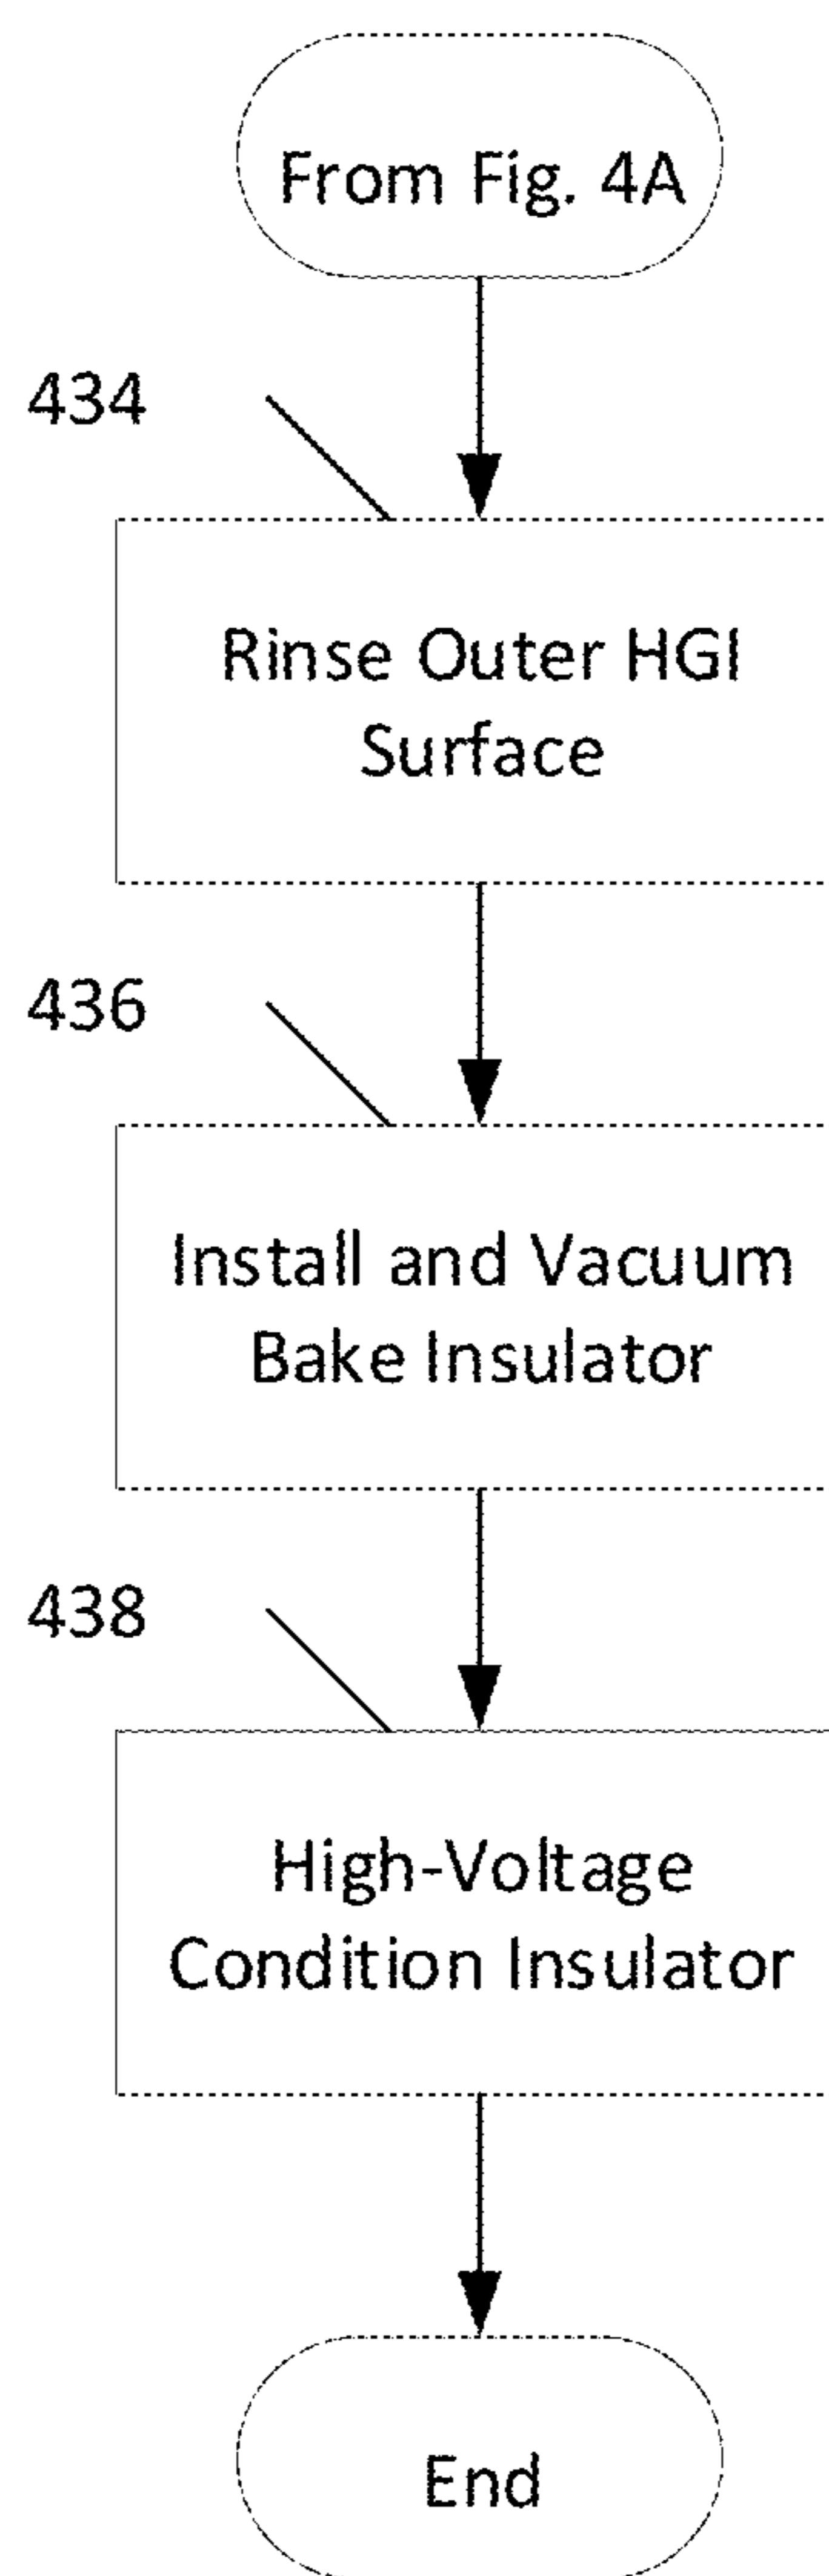 From Fig. 4A
434
Rinse Outer HGI
Surface
436
Install and Vacuum
Bake Insulator
438
High-Voltage
Condition Insulator
End